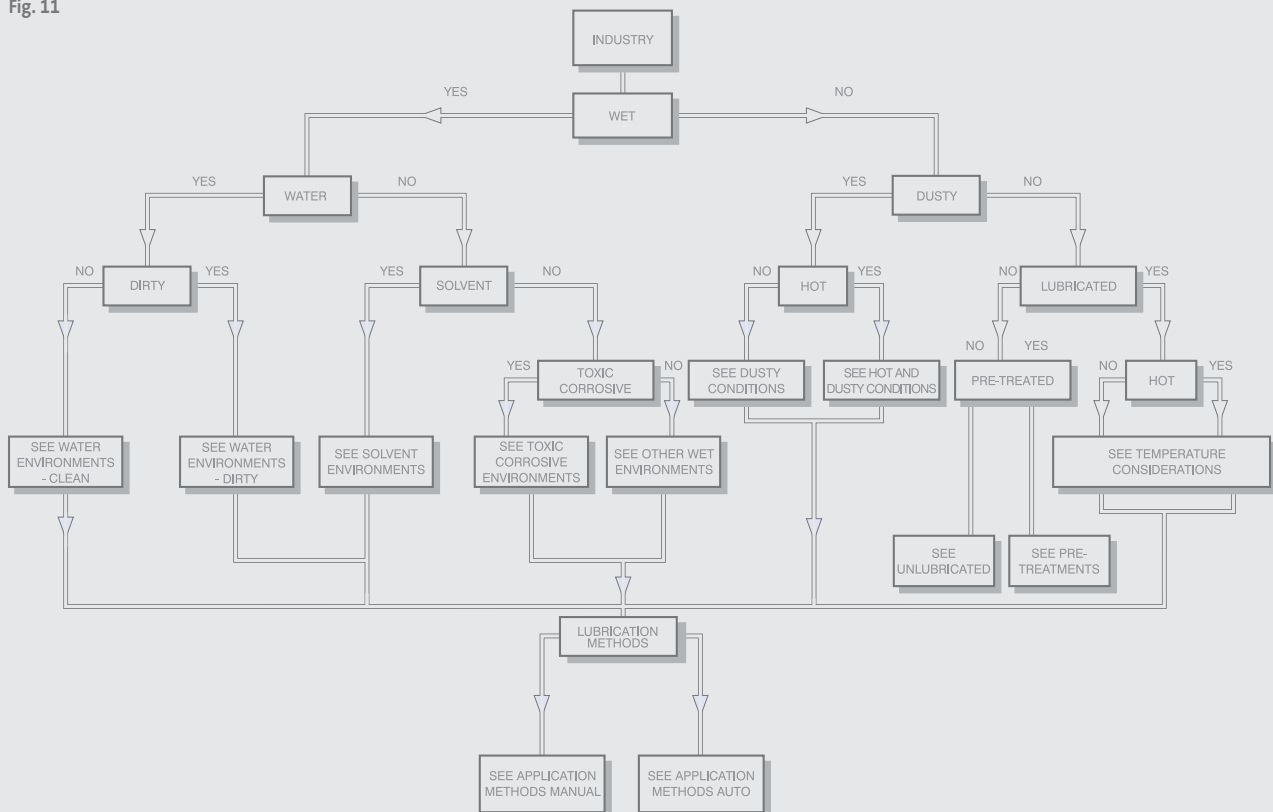 Fig. 11
INDUSTRY
YES
NO
WET
YES
NO
YES
NO
WATER
DUSTY
NO
YES
YES
NO
NO
YES
NO
YES
DIRTY
SOLVENT
HOT
LUBRICATED
YES
NO
NO
YES
NO
YES
TOXIC
CORROSIVE
SEE DUSTY
CONDITIONS
SEE HOT AND
DUSTY CONDITIONS
PRE-TREATED
HOT
SEE WATER
ENVIRONMENTS
- CLEAN
SEE WATER
ENVIRONMENTS
- DIRTY
SEE SOLVENT
ENVIRONMENTS
SEE TOXIC
CORROSIVE
ENVIRONMENTS
SEE OTHER WET
ENVIRONMENTS
SEE TEMPERATURE
CONSIDERATIONS
SEE
UNLUBRICATED
SEE PRE-
TREATMENTS
LUBRICATION
METHODS
SEE APPLICATION
METHODS MANUAL
SEE APPLICATION
METHODS AUTO